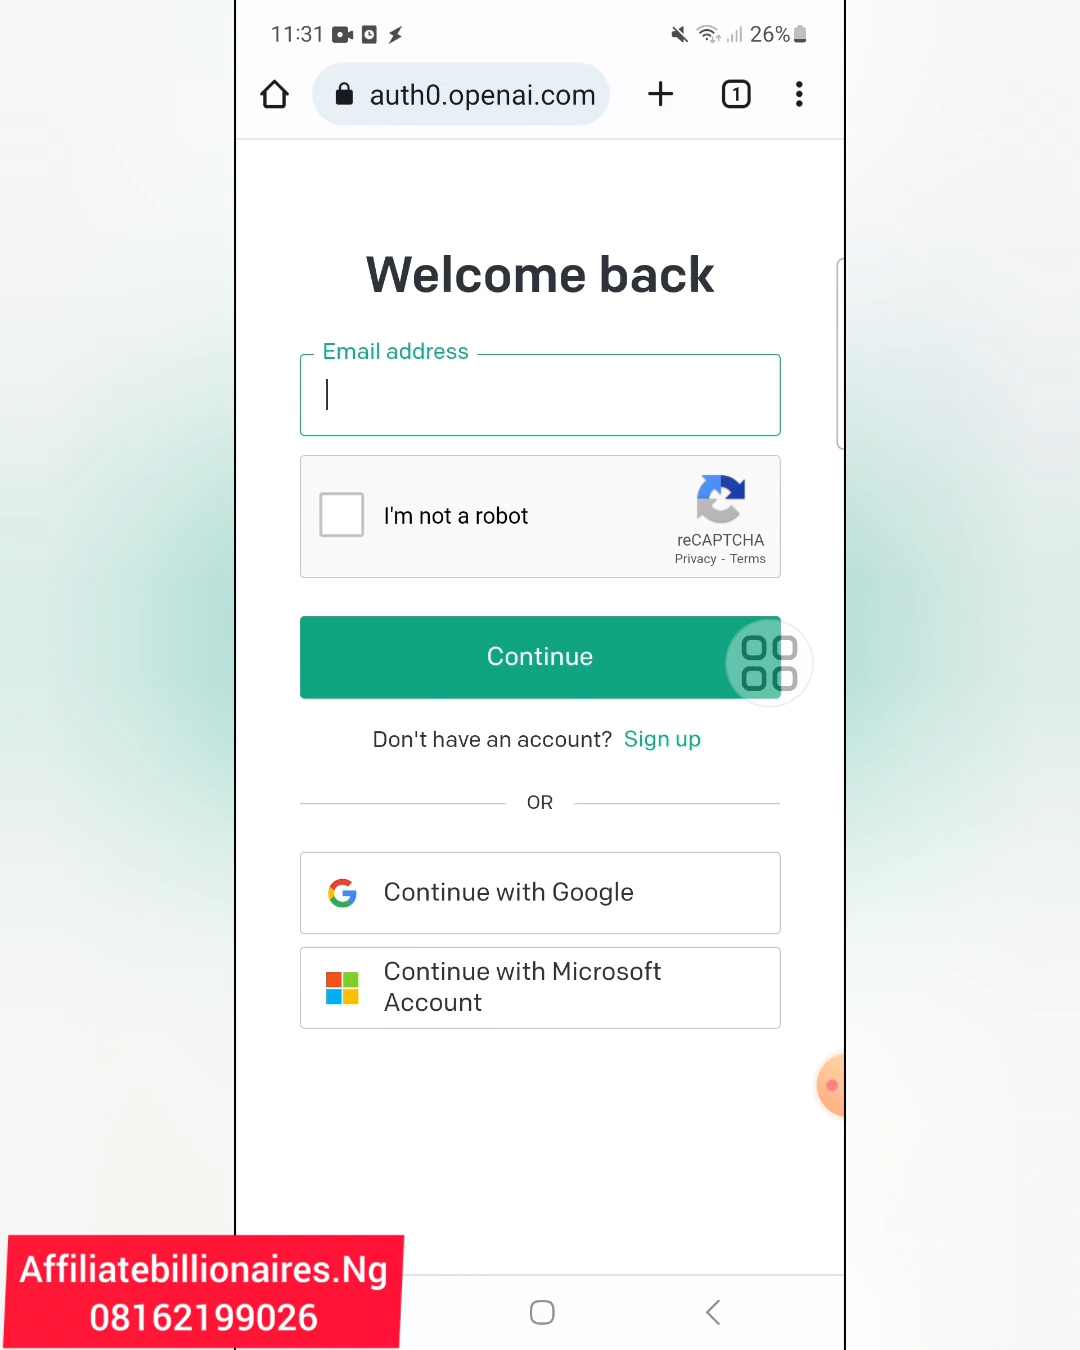 11:31
26%
auth0.openai.com
1
Welcome back
Email address
I'm not a robot
reCAPTCHA
Privacy - Terms
Continue
Don't have an account? Sign up
OR
Continue with Google
Continue with Microsoft
Account
Affiliatebillionaires.Ng
08162199026